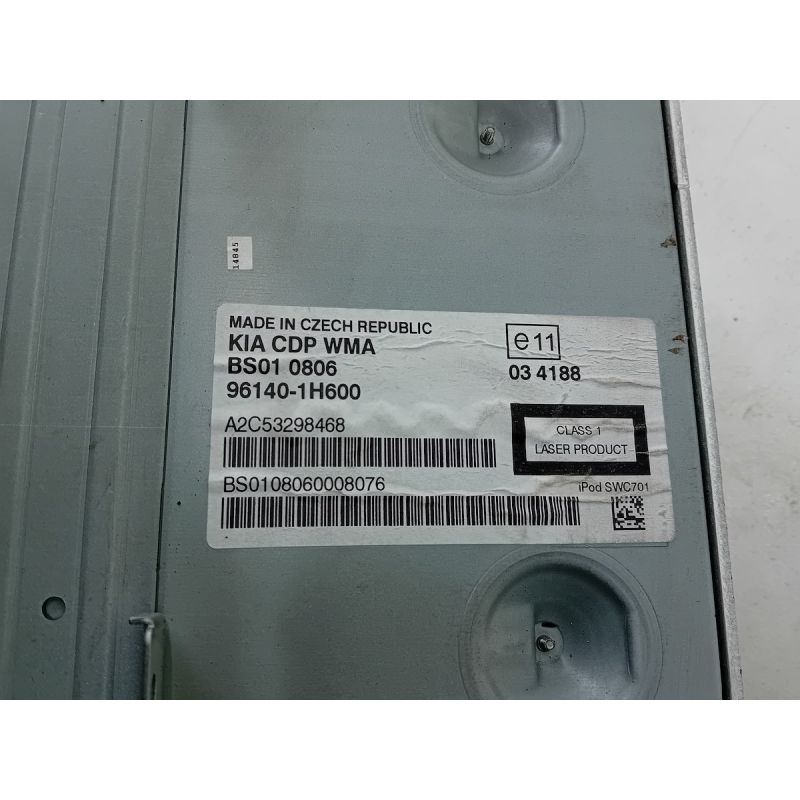 14845
MADE IN CZECH REPUBLIC
KIA CDP WMA
BS01 0806
96140-1H600
e11
03 4188
A2C53298468
CLASS 1
LASER PRODUCT
BS0108060008076
iPod SWC701